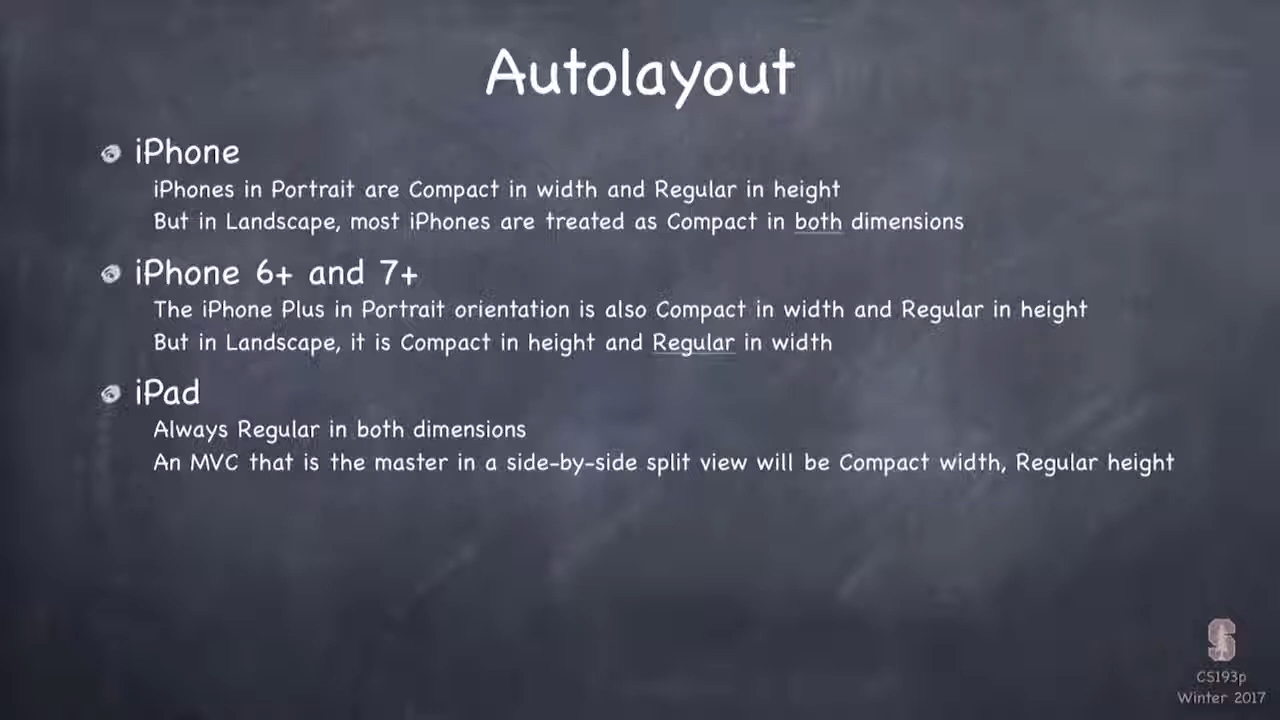 Autolayout
iPhone
iPhones in Portrait are Compact in width and Regular in height
But in Landscape, most iPhones are treated as Compact in both dimensions
iPhone 6+ and 7+
The iPhone Plus in Portrait orientation is also Compact in width and Regular in height
But in Landscape, it is Compact in height and Regular in width
iPad
Always Regular in both dimensions
An MVC that is the master in a side-by-side split view will be Compact width, Regular height
S
CS193p
Winter 2017